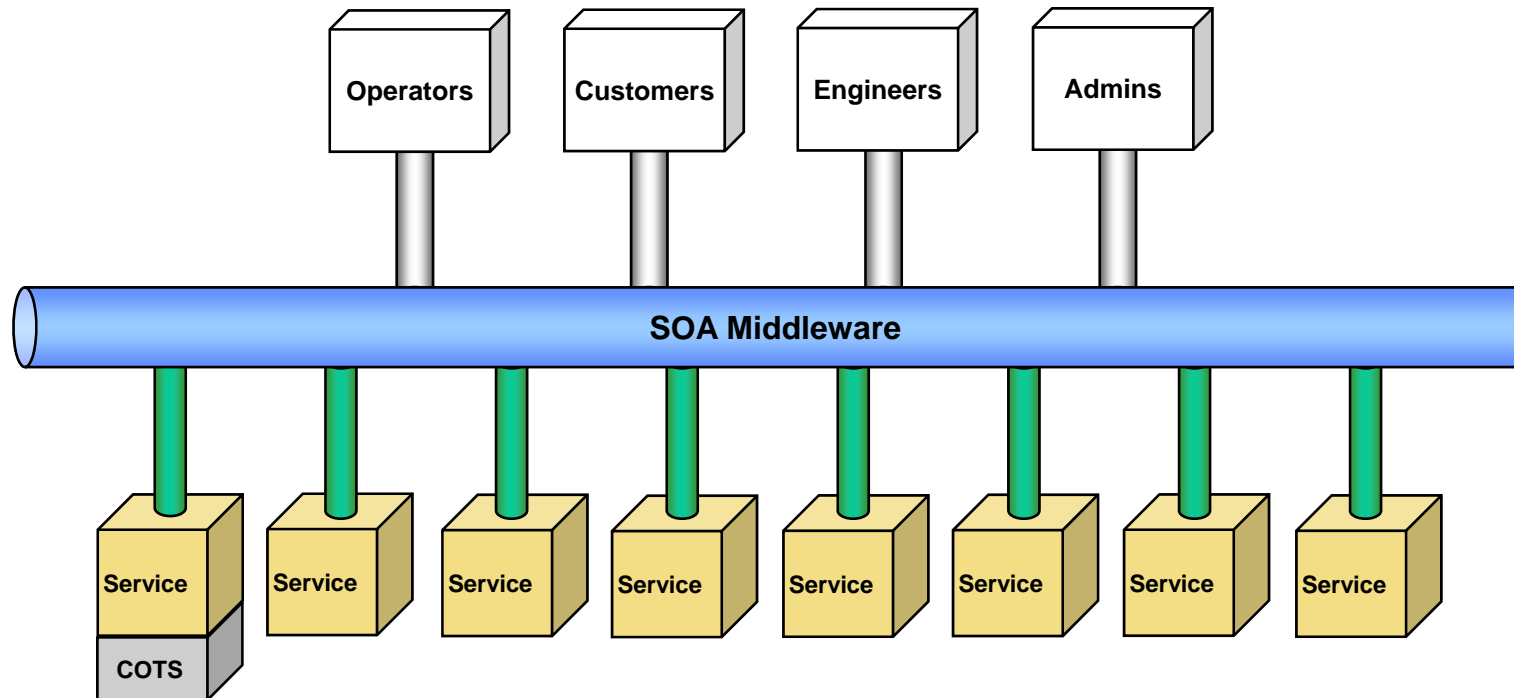 Operators
Customers
Engineers
Admins
SOA Middleware
Service
Service
Service
Service
Service
Service
Service
Service
COTS